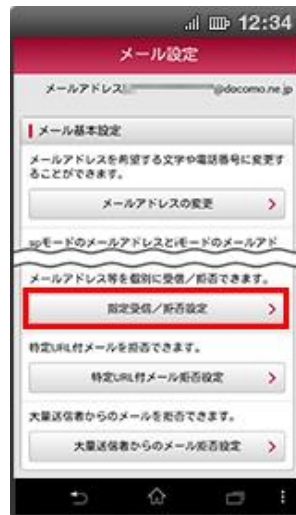 12:34
メール設定
メールアドレス @docomo.ne.jp
メール基本設定
メールアドレスを希望する文字や電話番号に変更す
ることができます。
メールアドレスの変更
spモードのメールアドレスとiモードのメールアド
メールアドレス等を個別に受信/拒否できます。
指定受信/拒否設定
特定URL付メールを拒否できます。
特定URL付メール拒否設定
大量送信者からのメールを拒否できます。
大量送信者からのメール拒否設定